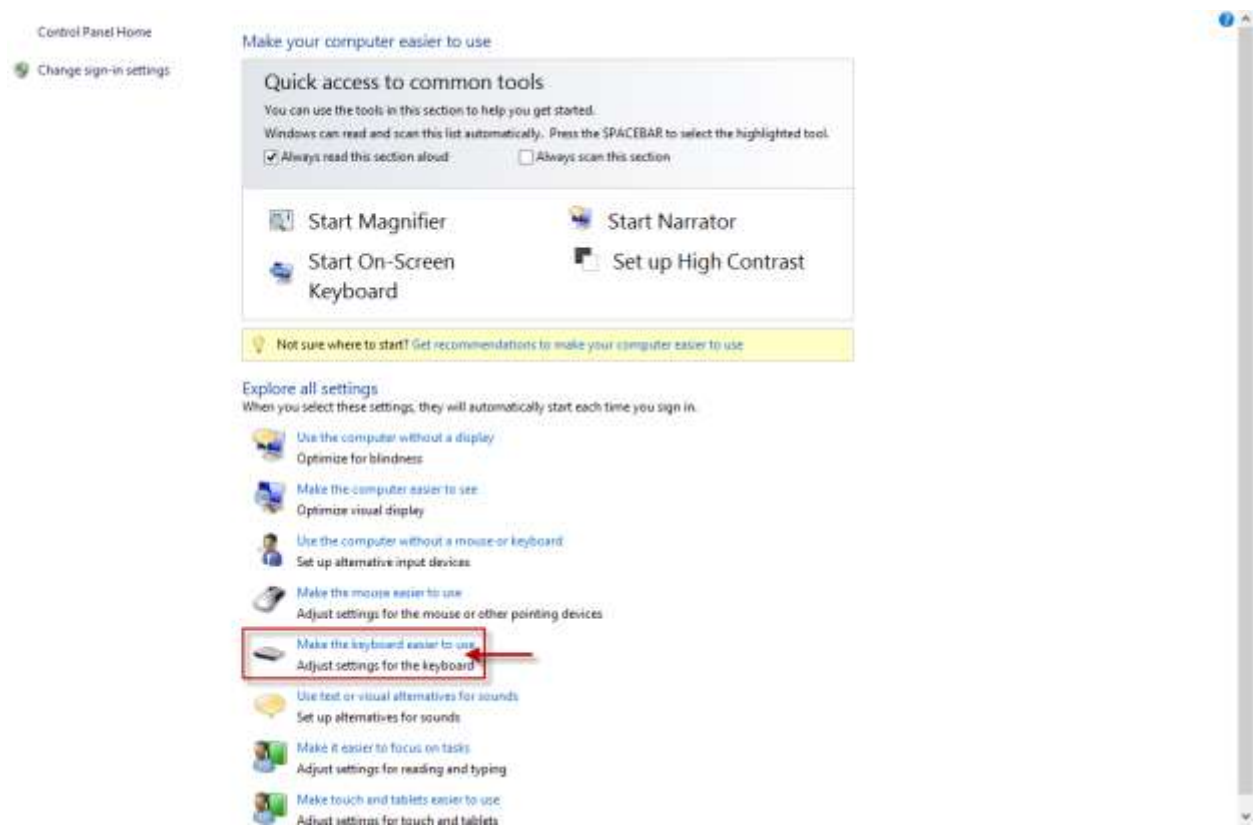 Control Panel Home
Change sign-in settings
Make your computer easier to use
Quick access to common tools
You can use the tools in this section to help you get started.
Windows can read and scan this list automatically. Press the SPACEBAR to select the highlighted tool.
Always read this section aloud
Always scan this section
Start Magnifier
Start Narrator
Start On-Screen
Keyboard
Set up High Contrast
Not sure where to start? Get recommendations to make your computer easier to use
Explore all settings
When you select these settings, they will automatically start each time you sign in.
Use the computer without a display
Optimize for blindness
Make the computer easier to see
Optimize visual display
Use the computer without a mouse or keyboard
Set up alternative input devices
Make the mouse easier to use
Adjust settings for the mouse or other pointing devices
Make the keyboard easier to use
Adjust settings for the keyboard
Use text or visual alternatives for sounds
Set up alternatives for sounds
Make it easier to focus on tasks
Adjust settings for reading and typing
Make touch and tablets easier to use
Adjust settings for touch and tablets